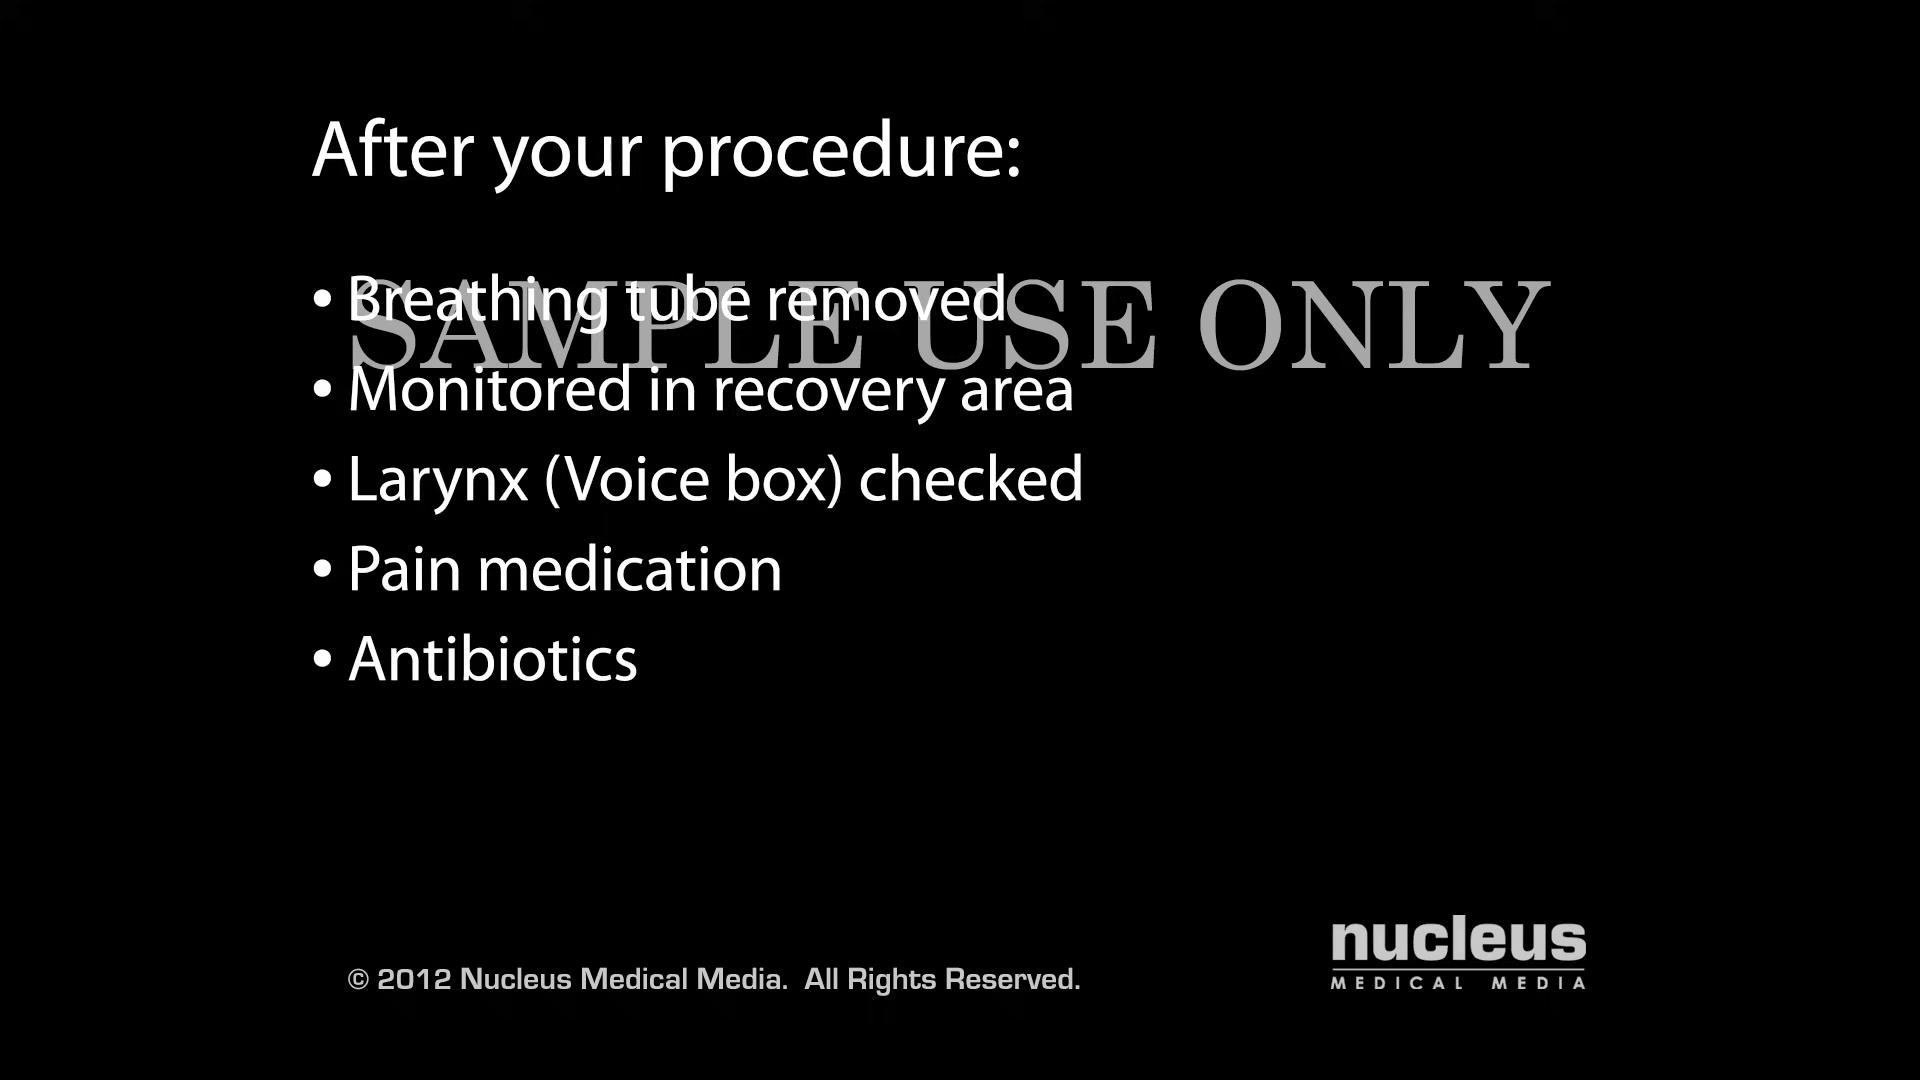 After your procedure:
• Breathing tube removed
SAMPLE USE ONLY
• Monitored in recovery area
• Larynx (Voice box) checked
• Pain medication
• Antibiotics
nucleus
MEDICAL MEDIA
© 2012 Nucleus Medical Media. All Rights Reserved.